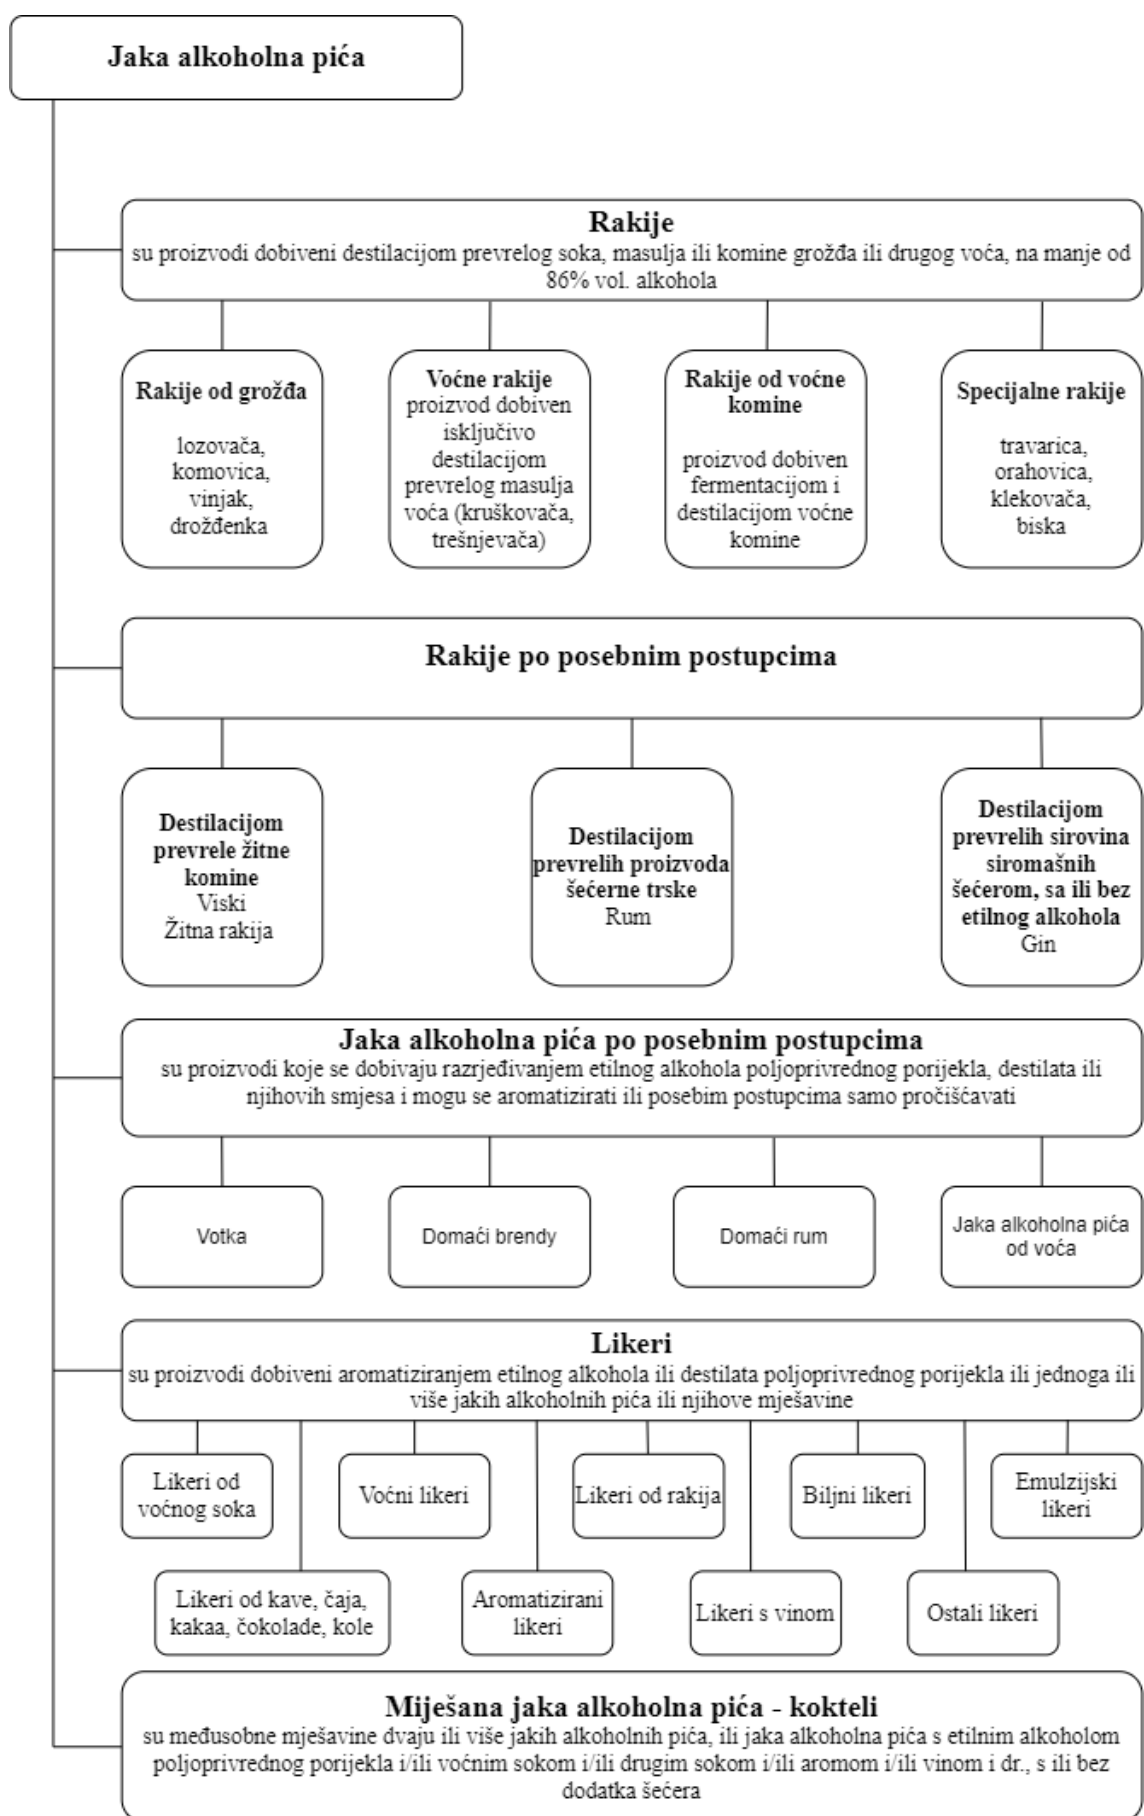 Jaka alkoholna pića
Rakije
su proizvodi dobiveni destilacijom prevrelog soka, masulja ili komine grožđa ili drugog voća, na manje od
86% vol. alkohola
Rakije od grožđa
lozovača,
komovica,
vinjak,
drožđenka
Voćne rakije
proizvod dobiven
isključivo
destilacijom
prevrelog masulja
voća (kruškovača,
trešnjevača)
Rakije od voćne
komine
proizvod dobiven
fermentacijom i
destilacijom voćne
komine
Specijalne rakije
travarica,
orahovica,
klekovača,
biska
Rakije po posebnim postupcima
Destilacijom
prevrele žitne
komine
Viski
Žitna rakija
Destilacijom
prevrelih proizvoda
šećerne trske
Rum
Destilacijom
prevrelih sirovina
siromašnih
šećerom, sa ili bez
etilnog alkohola
Gin
Jaka alkoholna pića po posebnim postupcima
su proizvodi koje se dobivaju razrjeđivanjem etilnog alkohola poljoprivrednog porijekla, destilata ili
njihovih smjesa i mogu se aromatizirati ili posebim postupcima samo pročišćavati
Votka
Domaći brendy
Domaći rum
Jaka alkoholna pića
od voća
Likeri
su proizvodi dobiveni aromatiziranjem etilnog alkohola ili destilata poljoprivrednog porijekla ili jednoga ili
više jakih alkoholnih pića ili njihove mješavine
Likeri od
voćnog soka
Voćni likeri
Likeri od rakija
Biljni likeri
Emulzijski
likeri
Likeri od kave, čaja,
kakaa, čokolade, kole
Aromatizirani
likeri
Likeri s vinom
Ostali likeri
Miješana jaka alkoholna pića - kokteli
su međusobne mješavine dvaju ili više jakih alkoholnih pića, ili jaka alkoholna pića s etilnim alkoholom
poljoprivrednog porijekla i/ili voćnim sokom i/ili drugim sokom i/ili aromom i/ili vinom i dr., s ili bez
dodatka šećera